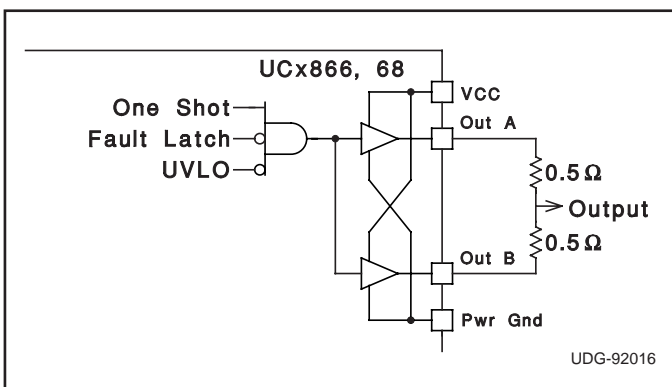 UCx866, 68
VCC
One Shot
Out A
Fault Latch
UVLO
0.5Ω
Output
0.5Ω
Out B
Pwr Gnd
UDG-92016